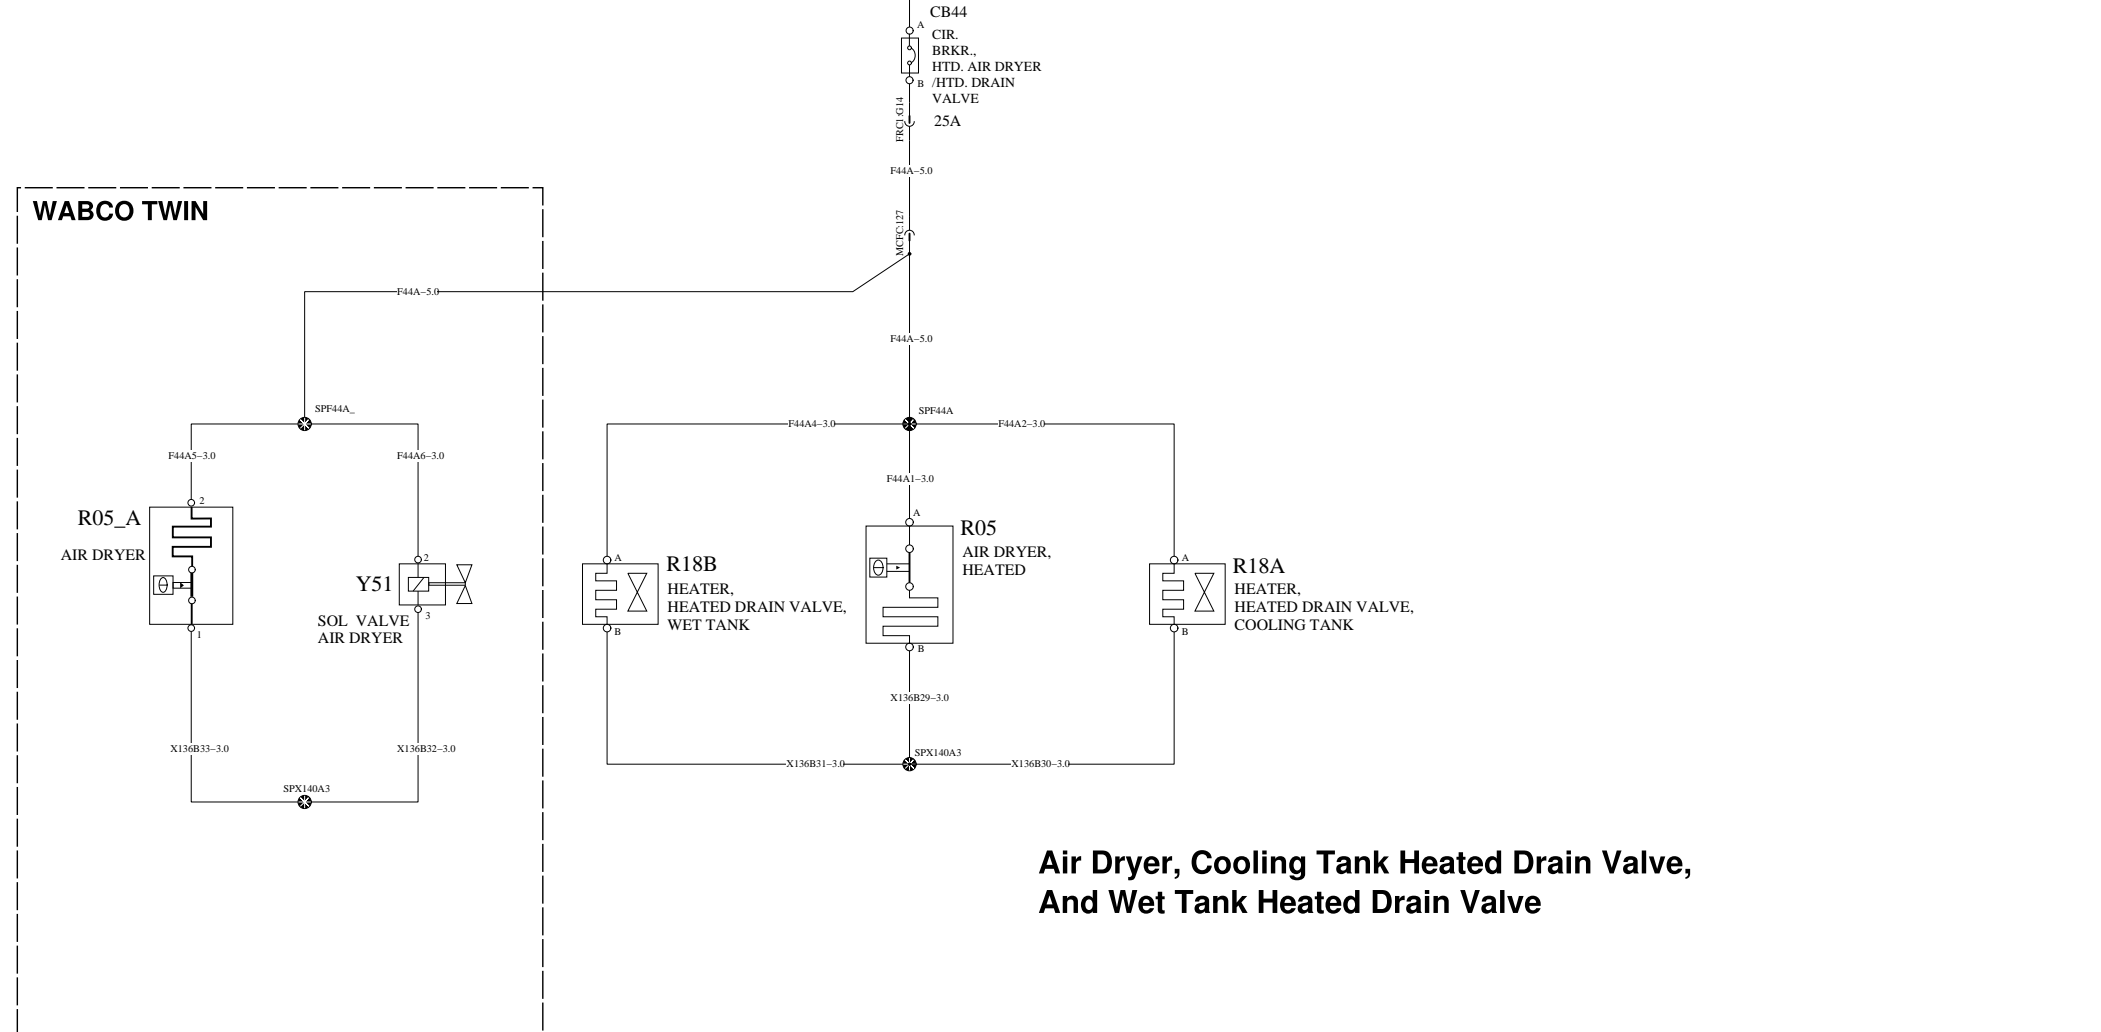 CB44
A
CIR.
BRKR.,
HTD. AIR DRYER
/HTD. DRAIN
VALVE
B
FRC1:G14
25A
F44A–5.0
MCFC:127
WABCO TWIN
F44A–5.0
F44A–5.0
SPF44A_
SPF44A
F44A4–3.0
F44A2–3.0
F44A5–3.0
F44A6–3.0
F44A1–3.0
2
R05_A
AIR DRYER
1
2
Y51
3
SOL VALVE
AIR DRYER
A
R18B
HEATER,
HEATED DRAIN VALVE,
WET TANK
B
A
R05
AIR DRYER,
HEATED
B
A
R18A
HEATER,
HEATED DRAIN VALVE,
COOLING TANK
B
X136B29–3.0
X136B33–3.0
X136B32–3.0
SPX140A3
X136B31–3.0
X136B30–3.0
SPX140A3
Air Dryer, Cooling Tank Heated Drain Valve,
And Wet Tank Heated Drain Valve